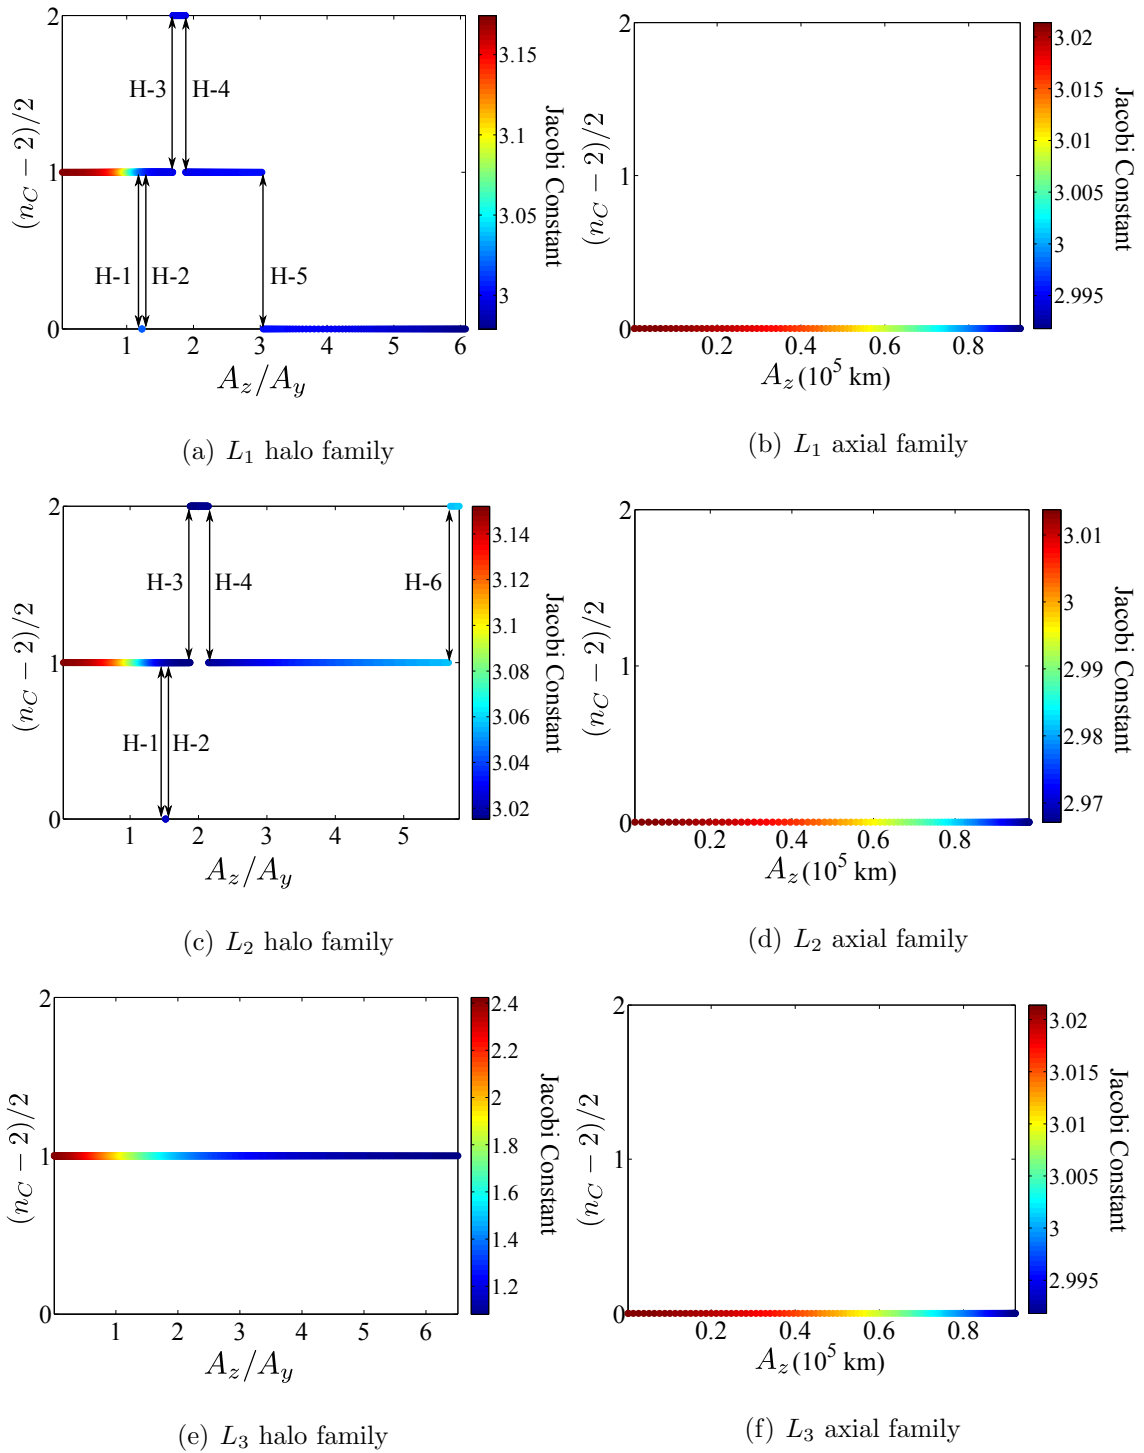 2
1
0
(n_C − 2)/2
H-3
H-4
H-1
H-2
H-5
1 2 3 4 5 6
A_z/A_y
3.15
3.1
3.05
3
Jacobi Constant
(a) L_1 halo family
2
1
0
(n_C − 2)/2
0.2 0.4 0.6 0.8
A_z (10^5 km)
3.02
3.015
3.01
3.005
3
2.995
Jacobi Constant
(b) L_1 axial family
2
1
0
(n_C − 2)/2
H-3
H-4
H-6
H-1
H-2
1 2 3 4 5
A_z/A_y
3.14
3.12
3.1
3.08
3.06
3.04
3.02
Jacobi Constant
(c) L_2 halo family
2
1
0
(n_C − 2)/2
0.2 0.4 0.6 0.8
A_z (10^5 km)
3.01
3
2.99
2.98
2.97
Jacobi Constant
(d) L_2 axial family
2
1
0
(n_C − 2)/2
1 2 3 4 5 6
A_z/A_y
2.4
2.2
2
1.8
1.6
1.4
1.2
Jacobi Constant
(e) L_3 halo family
2
1
0
(n_C − 2)/2
0.2 0.4 0.6 0.8
A_z (10^5 km)
3.02
3.015
3.01
3.005
3
2.995
Jacobi Constant
(f) L_3 axial family